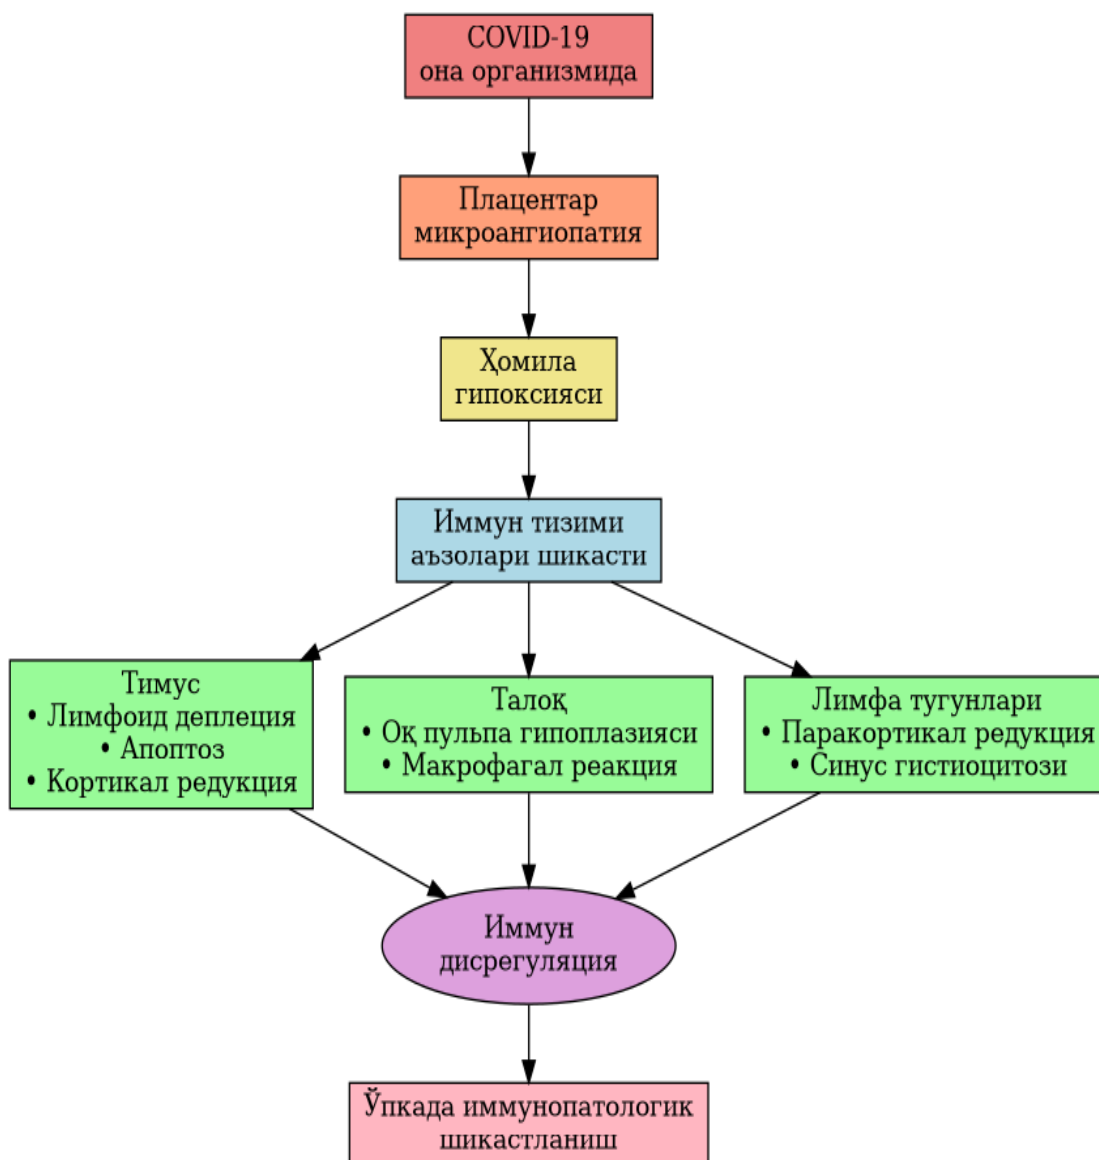 COVID-19
она организмида
Плацентар
микроангиопатия
Ҳомила
гипоксияси
Иммун тизими
аъзолари шикасти
Тимус
• Лимфоид деплеция
• Апоптоз
• Кортикал редукция
Талоқ
• Оқ пульпа гипоплазияси
• Макрофагал реакция
Лимфа тугунлари
• Паракортикал редукция
• Синус гистиоцитози
Иммун
дисрегуляция
Ўпкада иммунопатологик
шикастланиш